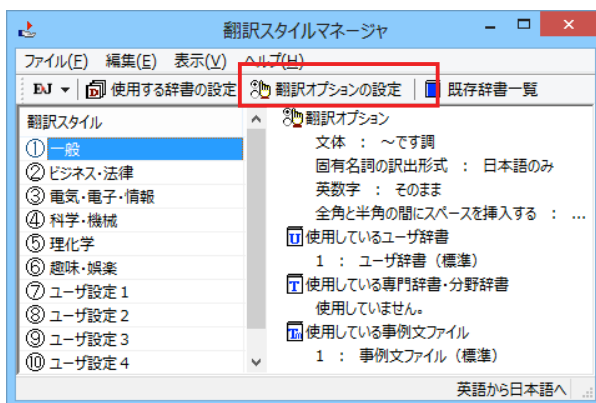 翻訳スタイルマネージャ
ファイル(F) 編集(E) 表示(V) ヘルプ(H)
EN 使用する辞書の設定 翻訳オプションの設定 既存辞書一覧
翻訳スタイル
① 一般
② ビジネス・法律
③ 電気・電子・情報
④ 科学・機械
⑤ 理化学
⑥ 趣味・娯楽
⑦ ユーザ設定 1
⑧ ユーザ設定 2
⑨ ユーザ設定 3
⑩ ユーザ設定 4
翻訳オプション
文体 : ～です調
固有名詞の訳出形式 : 日本語のみ
英数字 : そのまま
全角と半角の間にスペースを挿入する : ...
U 使用しているユーザ辞書
1 : ユーザ辞書（標準）
T 使用している専門辞書・分野辞書
使用していません。
Tm 使用している事例文ファイル
1 : 事例文ファイル（標準）
英語から日本語へ